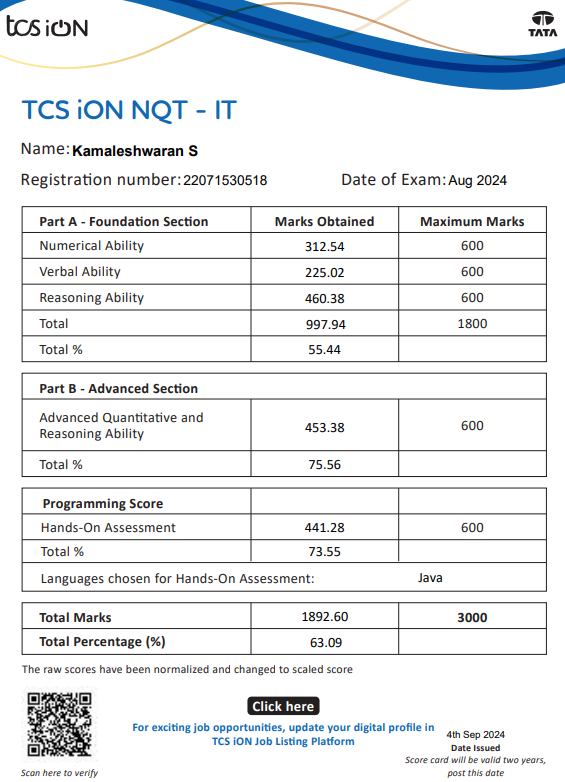 tcs iON
TATA
TCS iON NQT - IT
Name: Kamaleshwaran S
Registration number: 22071530518 Date of Exam: Aug 2024
Part A - Foundation Section Marks Obtained Maximum Marks
Numerical Ability 312.54 600
Verbal Ability 225.02 600
Reasoning Ability 460.38 600
Total 997.94 1800
Total % 55.44
Part B - Advanced Section
Advanced Quantitative and
Reasoning Ability 453.38 600
Total % 75.56
Programming Score
Hands-On Assessment 441.28 600
Total % 73.55
Languages chosen for Hands-On Assessment: Java
Total Marks 1892.60 3000
Total Percentage (%) 63.09
The raw scores have been normalized and changed to scaled score
Click here
For exciting job opportunities, update your digital profile in
TCS iON Job Listing Platform
4th Sep 2024
Date Issued
Score card will be valid two years,
post this date
Scan here to verify